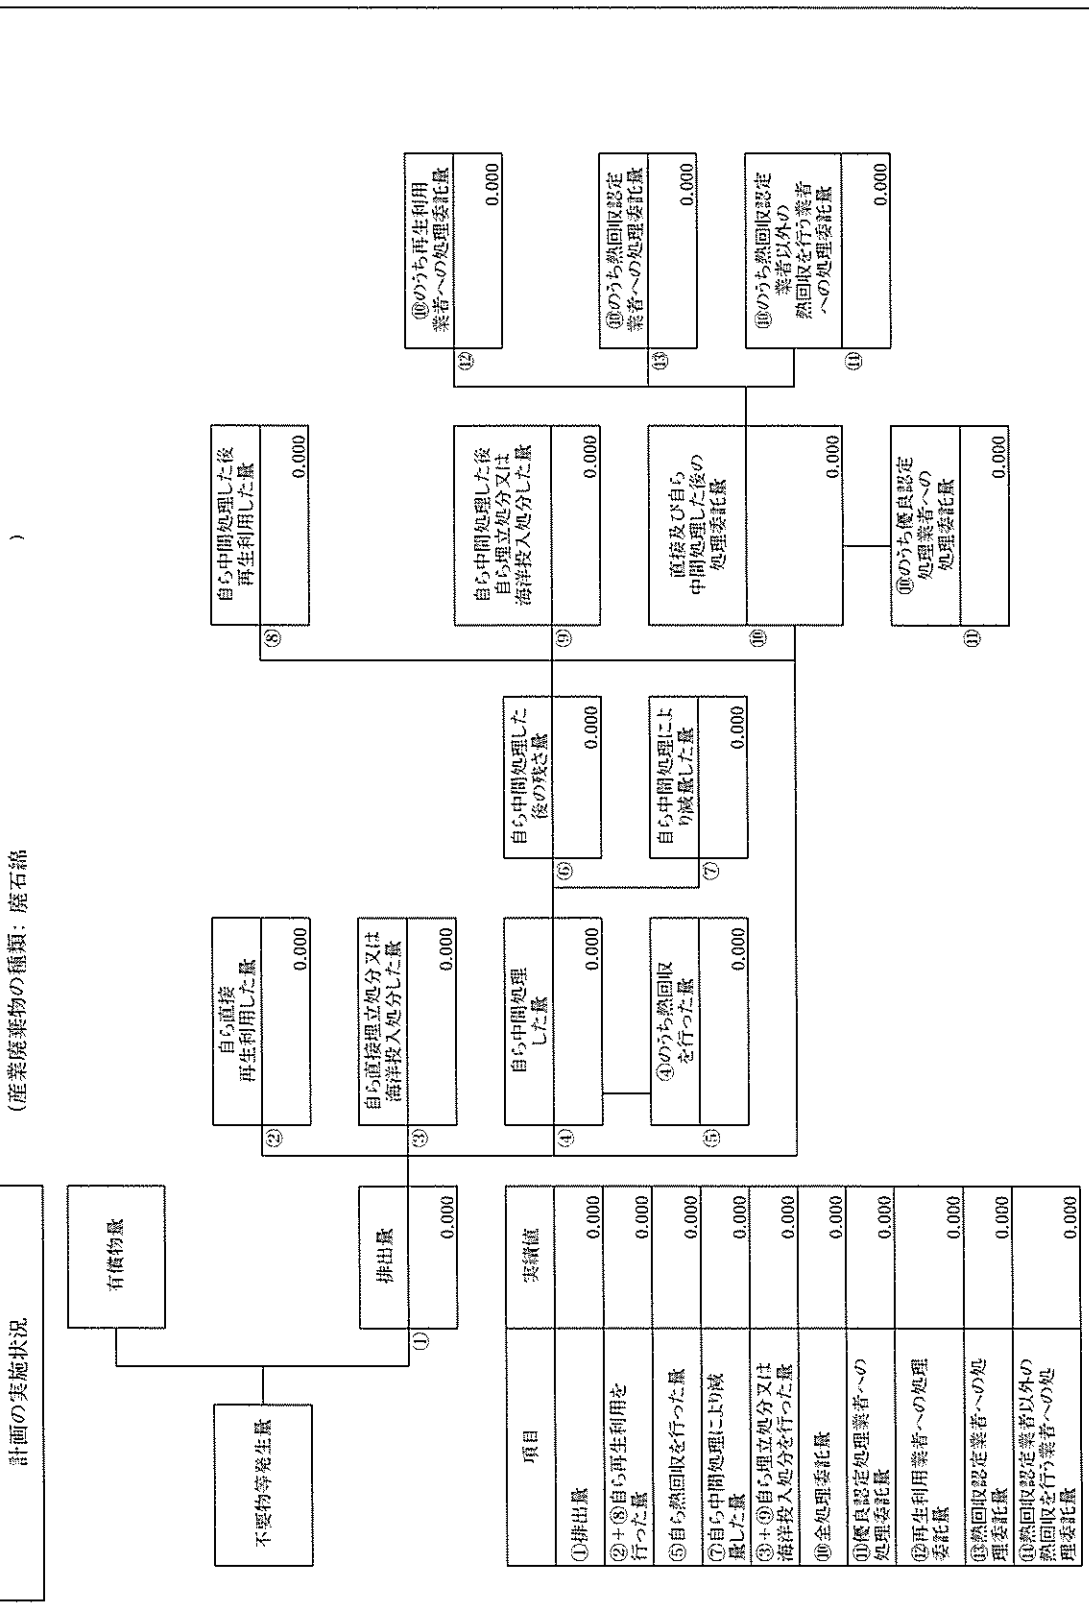 計画の実施状況
(産業廃棄物の種類: 廃石綿 )
不要物等発生量
有償物量
①
排出量
0.000
②
自ら直接
再生利用した量
0.000
③
自ら直接埋立処分又は
海洋投入処分した量
0.000
④
自ら中間処理
した量
0.000
⑤
④のうち熱回収
を行った量
0.000
⑥
自ら中間処理した
後の残さ量
0.000
⑦
自ら中間処理によ
り減量した量
0.000
⑧
自ら中間処理した後
再生利用した量
0.000
⑨
自ら中間処理した後
自ら埋立処分又は
海洋投入処分した量
0.000
⑩
直接及び自ら
中間処理した後の
処理委託量
0.000
⑪
⑩のうち優良認定
処理業者への
処理委託量
0.000
⑫
⑩のうち再生利用
業者への処理委託量
0.000
⑬
⑩のうち熱回収認定
業者への処理委託量
0.000
⑭
⑩のうち熱回収認定
業者以外の
熱回収を行う業者
への処理委託量
0.000
項目 実績値
①排出量 0.000
②+⑧自ら再生利用を
行った量 0.000
⑤自ら熱回収を行った量 0.000
⑦自ら中間処理により減
量した量 0.000
③+⑨自ら埋立処分又は
海洋投入処分を行った量 0.000
⑩全処理委託量 0.000
⑪優良認定処理業者への
処理委託量 0.000
⑫再生利用業者への処理
委託量 0.000
⑬熱回収認定業者への処
理委託量 0.000
⑭熱回収認定業者以外の
熱回収を行う業者への処
理委託量 0.000